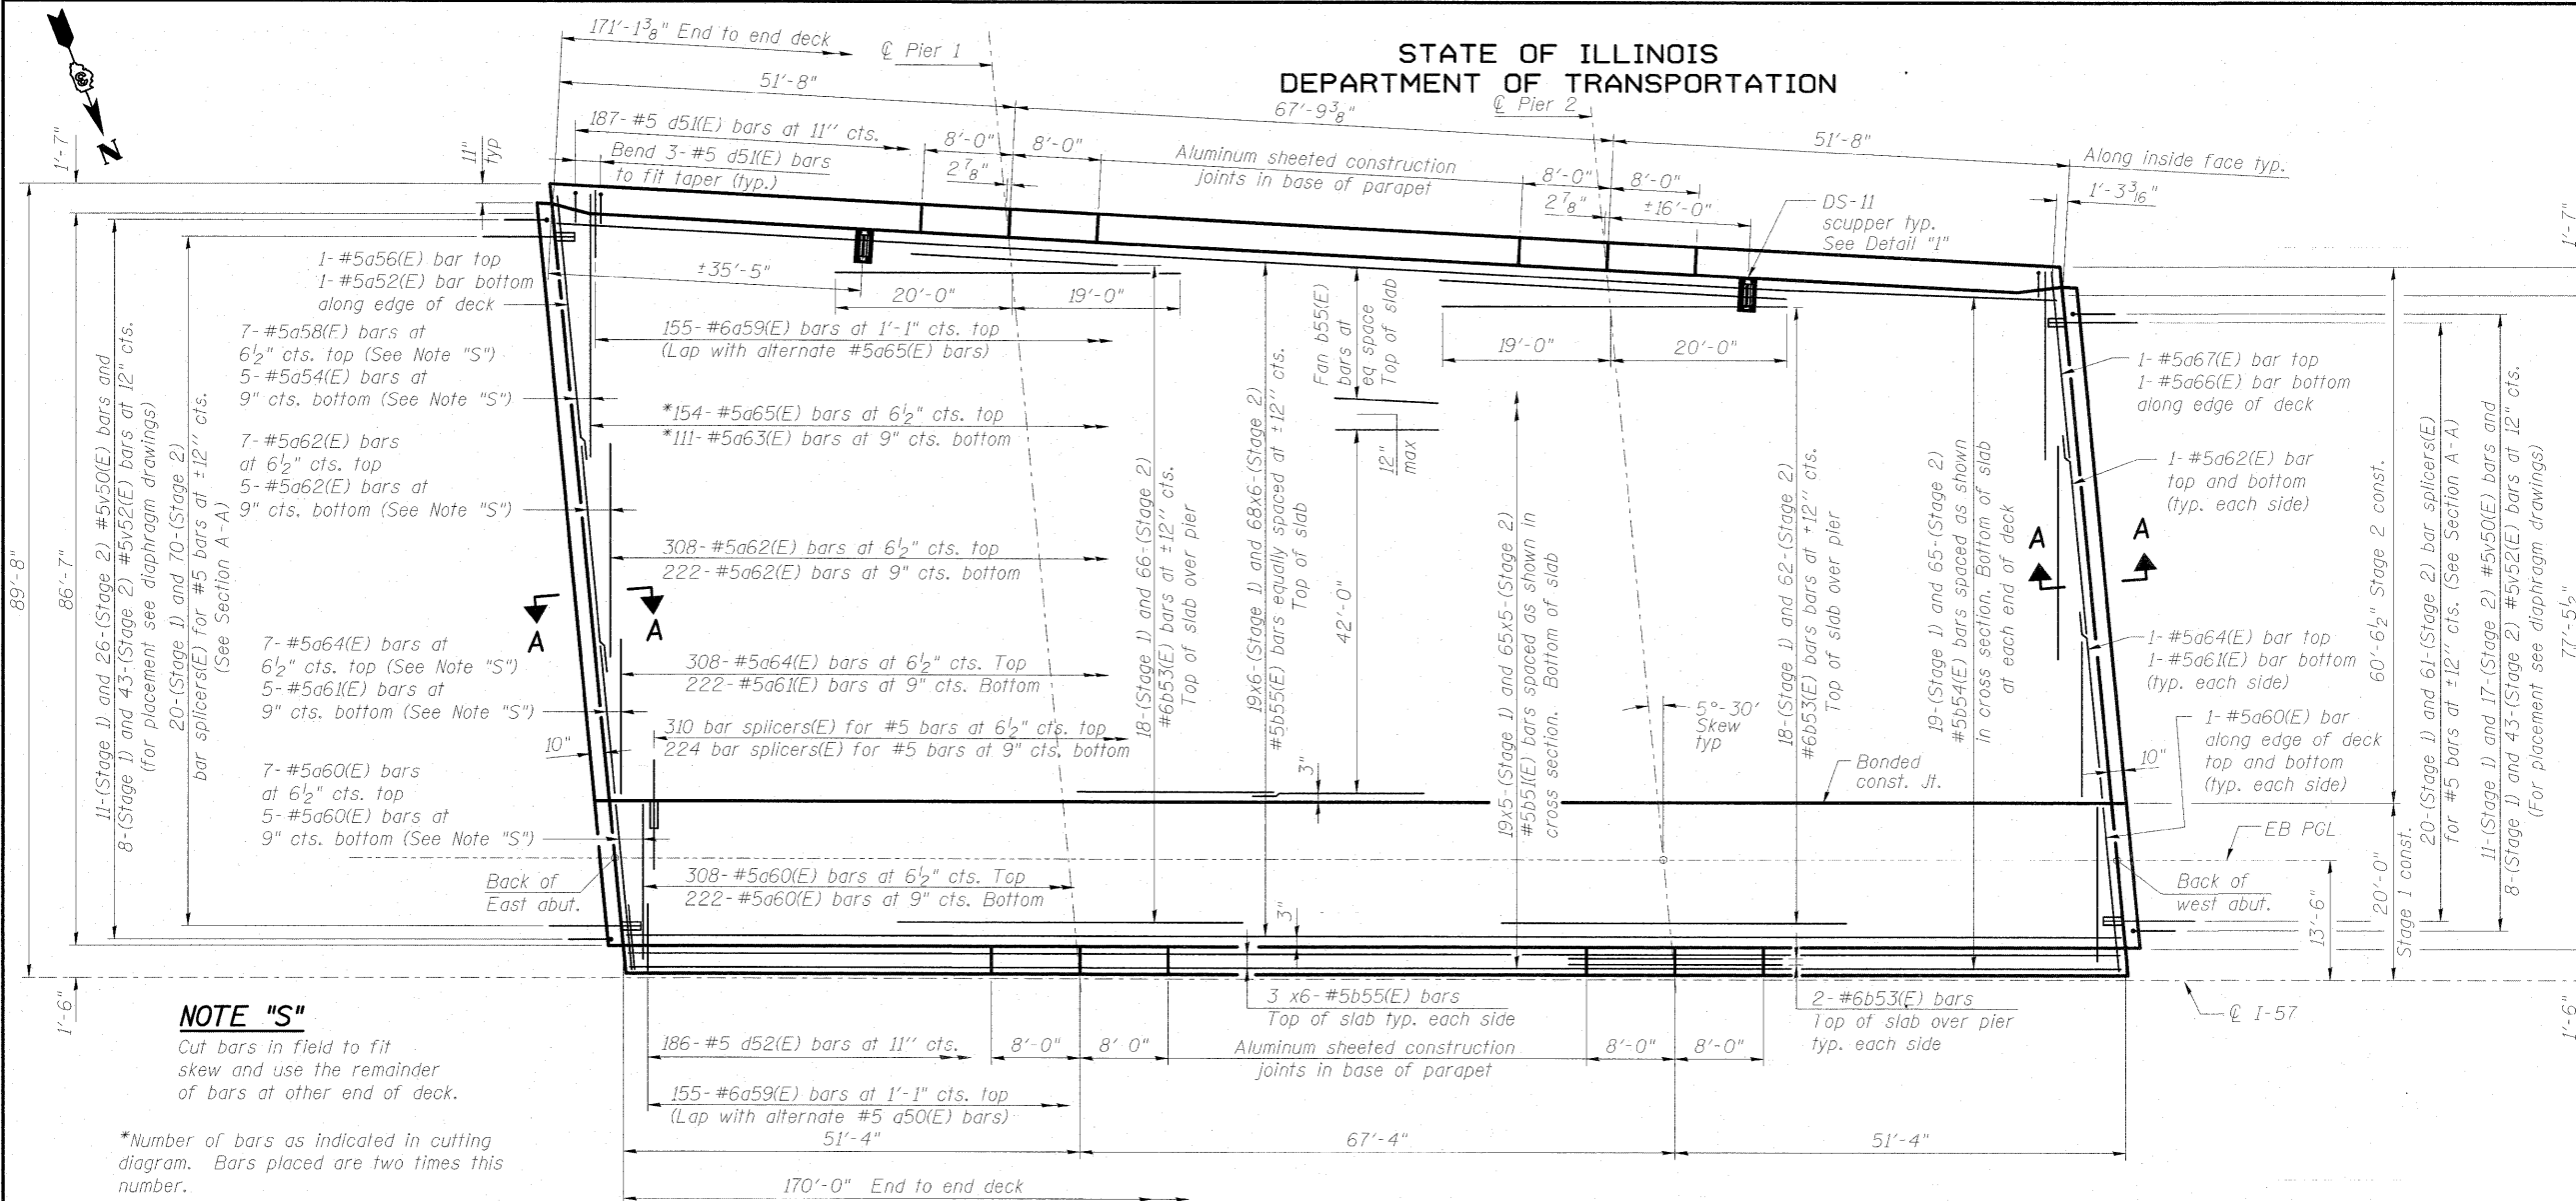 STATE OF ILLINOIS
DEPARTMENT OF TRANSPORTATION
171'-1 3/8" End to end deck
℄ Pier 1
51'-8"
67'-9 3/8"
℄ Pier 2
51'-8"
Along inside face typ.
1'-3 3/16"
187-#5 d51(E) bars at 11" cts.
Bend 3-#5 d51(E) bars
to fit taper (typ.)
8'-0"
8'-0"
2 7/8"
Aluminum sheeted construction
joints in base of parapet
8'-0"
8'-0"
2 7/8"
±16'-0"
DS-11
scupper typ.
See Detail "1"
N
1'-7"
11"
typ
1'-7"
89'-8"
86'-7"
1'-6"
11-(Stage 1) and 26-(Stage 2) #5v50(E) bars and
8-(Stage 1) and 43-(Stage 2) #5v52(E) bars at 12" cts.
(for placement see diaphragm drawings)
20-(Stage 1) and 70-(Stage 2)
bar splicers(E) for #5 bars at ±12" cts.
(See Section A-A)
1-#5a56(E) bar top
1-#5a52(E) bar bottom
along edge of deck
7-#5a58(E) bars at
6 1/2" cts. top (See Note "S")
5-#5a54(E) bars at
9" cts. bottom (See Note "S")
7-#5a62(E) bars
at 6 1/2" cts. top
5-#5a62(E) bars at
9" cts. bottom (See Note "S")
7-#5a64(E) bars at
6 1/2" cts. top (See Note "S")
5-#5a61(E) bars at
9" cts. bottom (See Note "S")
10"
7-#5a60(E) bars
at 6 1/2" cts. top
5-#5a60(E) bars at
9" cts. bottom (See Note "S")
Back of
East abut.
±35'-5"
20'-0"
19'-0"
155-#6a59(E) bars at 1'-1" cts. top
(Lap with alternate #5a65(E) bars)
*154-#5a65(E) bars at 6 1/2" cts. top
*111-#5a63(E) bars at 9" cts. bottom
308-#5a62(E) bars at 6 1/2" cts. top
222-#5a62(E) bars at 9" cts. bottom
A
A
308-#5a64(E) bars at 6 1/2" cts. Top
222-#5a61(E) bars at 9" cts. Bottom
310 bar splicers(E) for #5 bars at 6 1/2" cts. top
224 bar splicers(E) for #5 bars at 9" cts. bottom
308-#5a60(E) bars at 6 1/2" cts. Top
222-#5a60(E) bars at 9" cts. Bottom
18-(Stage 1) and 66-(Stage 2)
#6b53(E) bars at ±12" cts.
Top of slab over pier
19x6-(Stage 1) and 68x6-(Stage 2)
#5b55(E) bars equally spaced at ±12" cts.
Top of slab
Fan b55(E)
bars at
eq space
Top of slab
12"
max
42'-0"
3"
3"
19'-0"
20'-0"
19x5-(Stage 1) and 65x5-(Stage 2)
#5b51(E) bars spaced as shown in
cross section. Bottom of slab
5°-30'
Skew
typ
18-(Stage 1) and 62-(Stage 2)
#6b53(E) bars bars at ±12" cts.
Top of slab over pier
19-(Stage 1) and 65-(Stage 2)
#5b54(E) bars spaced as shown
in cross section. Bottom of slab
at each end of deck
Bonded
const. Jt.
1-#5a67(E) bar top
1-#5a66(E) bar bottom
along edge of deck
1-#5a62(E) bar
top and bottom
(typ. each side)
A
A
1-#5a64(E) bar top
1-#5a61(E) bar bottom
(typ. each side)
1-#5a60(E) bar
along edge of deck
top and bottom
(typ. each side)
10"
EB PGL
Back of
west abut.
13'-6"
60'-6 1/2" Stage 2 const.
20'-0"
Stage 1 const.
20-(Stage 1) and 61-(Stage 2) bar splicers(E)
for #5 bars at ±12" cts. (See Section A-A)
11-(Stage 1) and 17-(Stage 2) #5v50(E) bars and
8-(Stage 1) and 43-(Stage 2) #5v52(E) bars at 12" cts.
(For placement see diaphragm drawings)
77'-5 1/2"
1'-6"
℄ I-57
3 x6-#5b55(E) bars
Top of slab typ. each side
2-#6b53(E) bars
Top of slab over pier
typ. each side
186-#5 d52(E) bars at 11" cts.
8'-0"
8'-0"
Aluminum sheeted construction
joints in base of parapet
8'-0"
8'-0"
155-#6a59(E) bars at 1'-1" cts. top
(Lap with alternate #5 a50(E) bars)
51'-4"
67'-4"
51'-4"
170'-0" End to end deck
NOTE "S"
Cut bars in field to fit
skew and use the remainder
of bars at other end of deck.
*Number of bars as indicated in cutting
diagram. Bars placed are two times this
number.